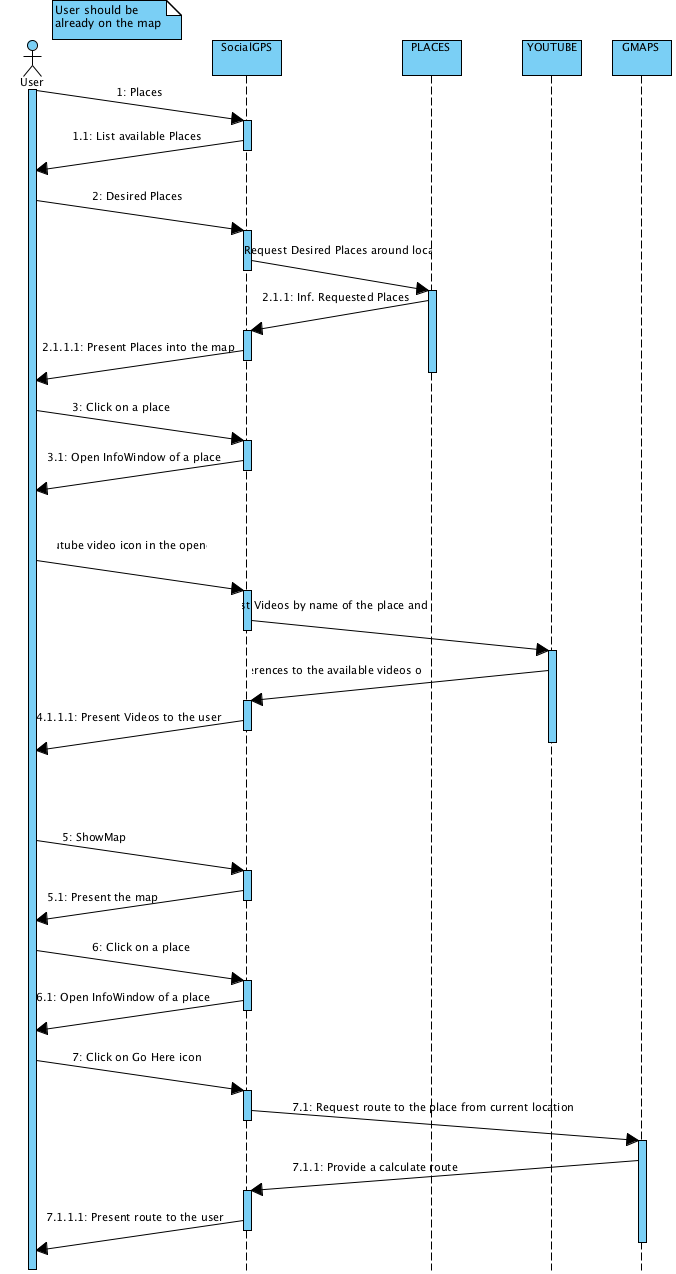 User should be
already on the map
SocialGPS
PLACES
YOUTUBE
GMAPS
User
1: Places
1.1: List available Places
2: Desired Places
Request Desired Places around
2.1.1: Inf. Requested Places
2.1.1.1: Present Places into the map
3: Click on a place
3.1: Open InfoWindow of a place
video icon in the
Videos by name of the place and
to the available videos
4.1.1.1: Present Videos to the user
5: ShowMap
5.1: Present the map
6: Click on a place
6.1: Open InfoWindow of a place
7: Click on Go Here icon
7.1: Request route to the place from current location
7.1.1: Provide a calculate route
7.1.1.1: Present route to the user